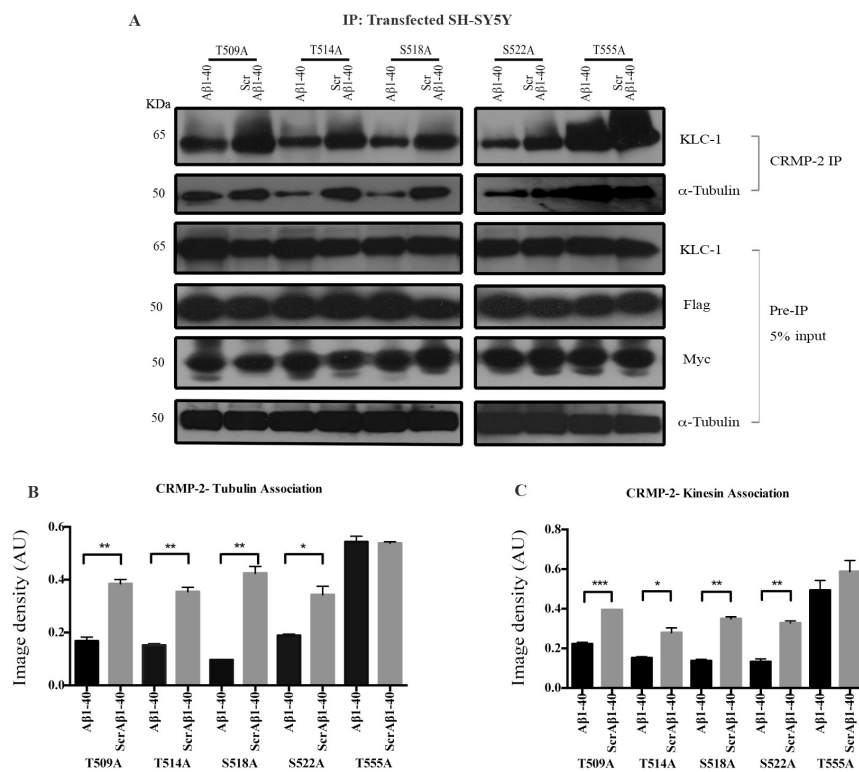 A
IP: Transfected SH-SY5Y
T509A T514A S518A S522A T555A
Aβ1-40 Scr Aβ1-40 Aβ1-40 Scr Aβ1-40 Aβ1-40 Scr Aβ1-40 Aβ1-40 Scr Aβ1-40 Aβ1-40 Scr Aβ1-40
KDa
65 KLC-1
CRMP-2 IP
50 α-Tubulin
65 KLC-1
50 Flag
Pre-IP
5% input
50 Myc
50 α-Tubulin
B
CRMP-2- Tubulin Association
Image density (AU)
0.6
0.4
0.2
0.0
** ** ** *
Aβ1-40 ScrAβ1-40 Aβ1-40 ScrAβ1-40 Aβ1-40 ScrAβ1-40 Aβ1-40 ScrAβ1-40 Aβ1-40 ScrAβ1-40
T509A T514A S518A S522A T555A
C
CRMP-2- Kinesin Association
Image density (AU)
0.8
0.6
0.4
0.2
0.0
*** * ** **
Aβ1-40 ScrAβ1-40 Aβ1-40 ScrAβ1-40 Aβ1-40 ScrAβ1-40 Aβ1-40 ScrAβ1-40 Aβ1-40 ScrAβ1-40
T509A T514A S518A S522A T555A